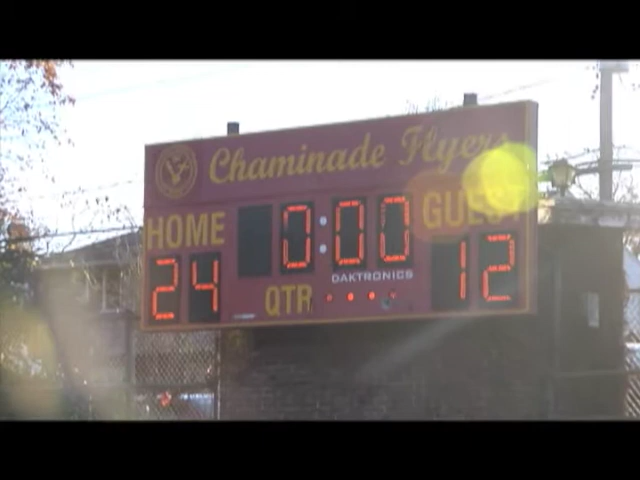 Chaminade Flyers
HOME 0:00 GUEST
24 12
DAKTRONICS
QTR